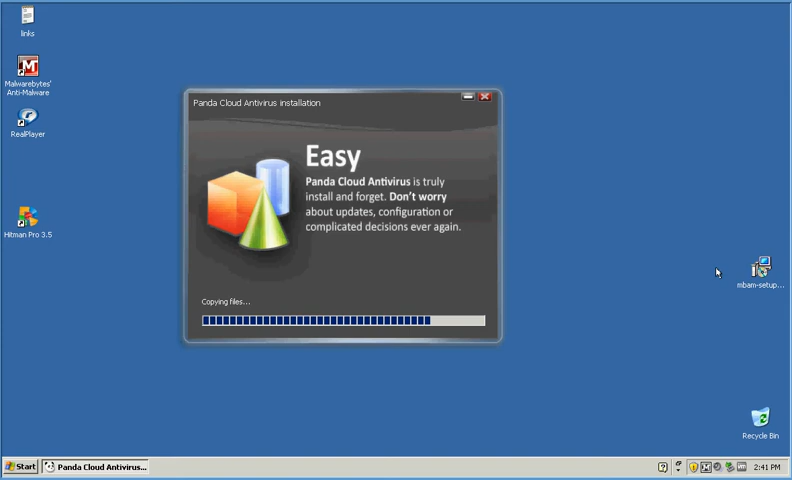 links
Malwarebytes'
Anti-Malware
RealPlayer
Hitman Pro 3.5
Panda Cloud Antivirus installation
Easy
Panda Cloud Antivirus is truly
install and forget. Don't worry
about updates, configuration or
complicated decisions ever again.
Copying files...
mbam-setup...
Recycle Bin
Start
Panda Cloud Antivirus...
2:41 PM